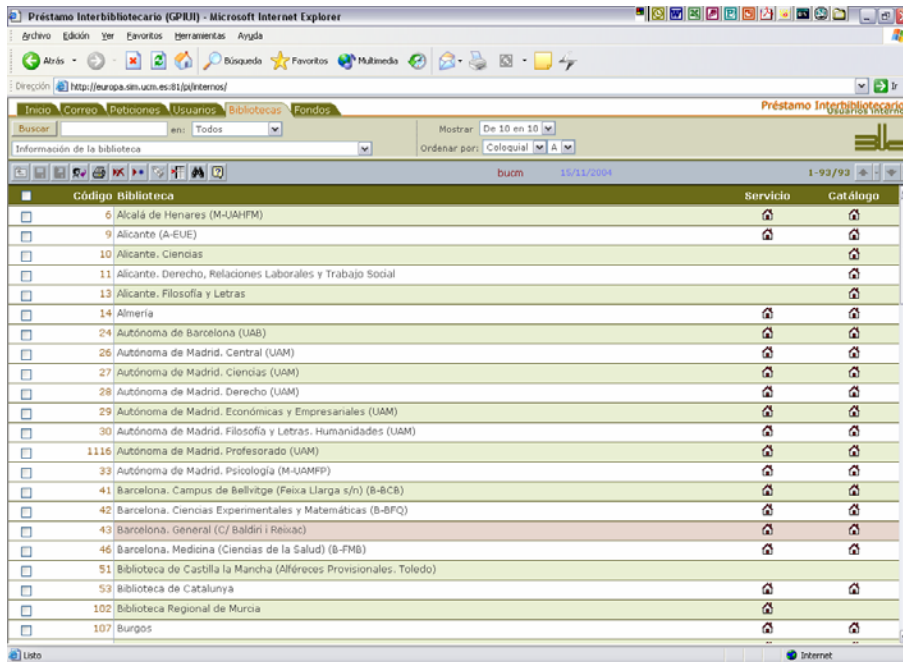 Préstamo Interbibliotecario (GPIUI) - Microsoft Internet Explorer
Archivo Edición Ver Favoritos Herramientas Ayuda
Atrás Búsqueda Favoritos Multimedia
Dirección http://europa.sim.ucm.es:81/pi/internos/ Ir
Inicio Correo Peticiones Usuarios Bibliotecas Fondos Préstamo Interbibliotecario
Usuarios interno
Buscar en: Todos Mostrar De 10 en 10
Información de la biblioteca Ordenar por: Coloquial A
bucm 15/11/2004 1-93/93
Código Biblioteca Servicio Catálogo
6 Alcalá de Henares (M-UAHFM)
9 Alicante (A-EUE)
10 Alicante. Ciencias
11 Alicante. Derecho, Relaciones Laborales y Trabajo Social
13 Alicante. Filosofía y Letras
14 Almería
24 Autónoma de Barcelona (UAB)
26 Autónoma de Madrid. Central (UAM)
27 Autónoma de Madrid. Ciencias (UAM)
28 Autónoma de Madrid. Derecho (UAM)
29 Autónoma de Madrid. Económicas y Empresariales (UAM)
30 Autónoma de Madrid. Filosofía y Letras. Humanidades (UAM)
1116 Autónoma de Madrid. Profesorado (UAM)
33 Autónoma de Madrid. Psicología (M-UAMFP)
41 Barcelona. Campus de Bellvitge (Feixa Llarga s/n) (B-BCB)
42 Barcelona. Ciencias Experimentales y Matemáticas (B-BFQ)
43 Barcelona. General (C/ Baldiri i Reixac)
46 Barcelona. Medicina (Ciencias de la Salud) (B-FMB)
51 Biblioteca de Castilla la Mancha (Alféreces Provisionales. Toledo)
53 Biblioteca de Catalunya
102 Biblioteca Regional de Murcia
107 Burgos
Listo Internet